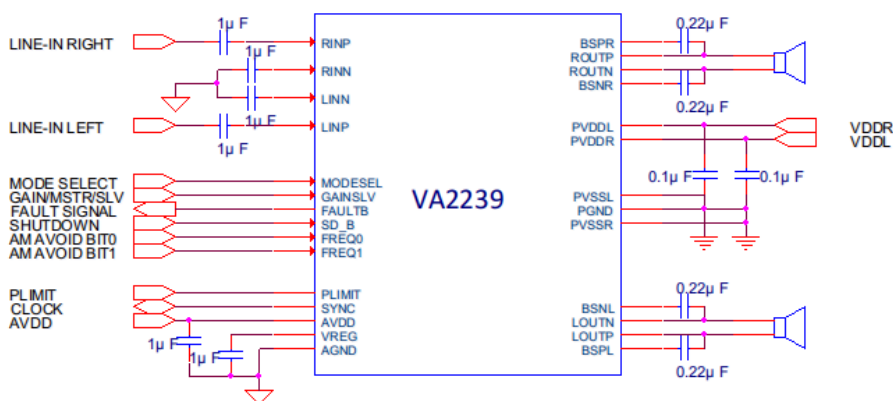 1µ F
LINE-IN RIGHT
RINP
1µ F
RINN
LINN
1µ F
LINE-IN LEFT
LINP
1µ F
MODE SELECT
MODESEL
GAIN/MSTR/SLV
GAINSLV
FAULT SIGNAL
FAULTB
SHUTDOWN
SD_B
AM AVOID BIT0
FREQ0
AM AVOID BIT1
FREQ1
PLIMIT
PLIMIT
CLOCK
SYNC
AVDD
AVDD
VREG
1µ F
1µ F
AGND
VA2239
0.22µ F
BSPR
ROUTP
ROUTN
BSNR
0.22µ F
PVDDL
VDDR
PVDDR
VDDL
0.1µ F
0.1µ F
PVSSL
PGND
PVSSR
0.22µ F
BSNL
LOUTN
LOUTP
BSPL
0.22µ F